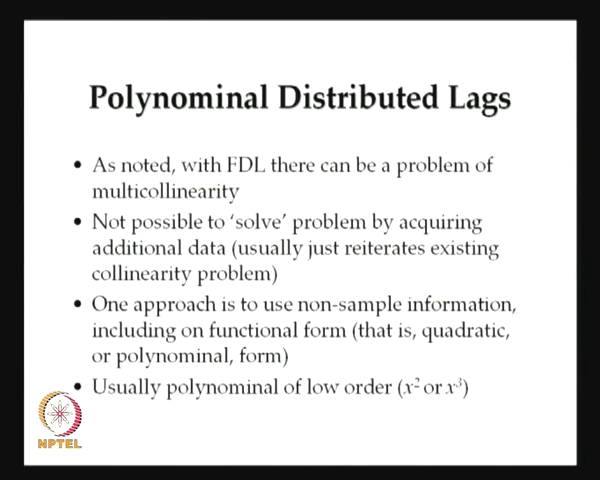 Polynominal Distributed Lags
• As noted, with FDL there can be a problem of
multicollinearity
• Not possible to ‘solve’ problem by acquiring
additional data (usually just reiterates existing
collinearity problem)
• One approach is to use non-sample information,
including on functional form (that is, quadratic,
or polynominal, form)
• Usually polynominal of low order (x² or x³)
NPTEL